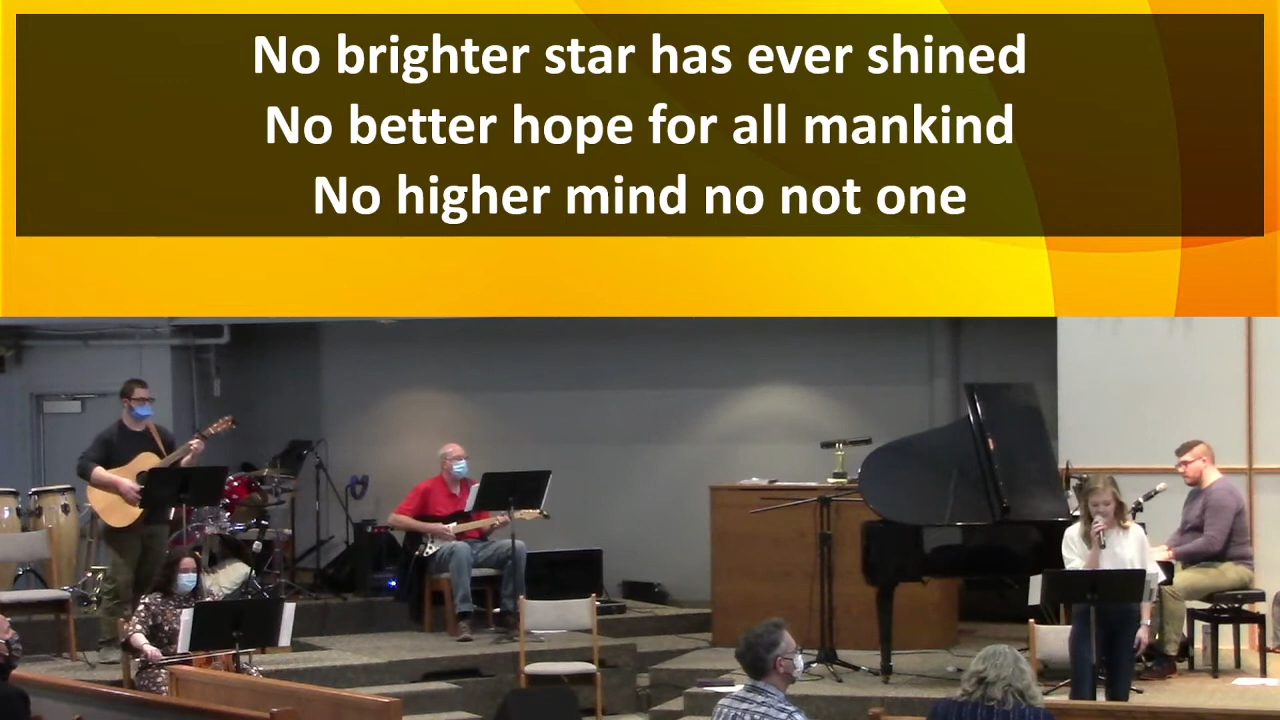 No brighter star has ever shined
No better hope for all mankind
No higher mind no not one